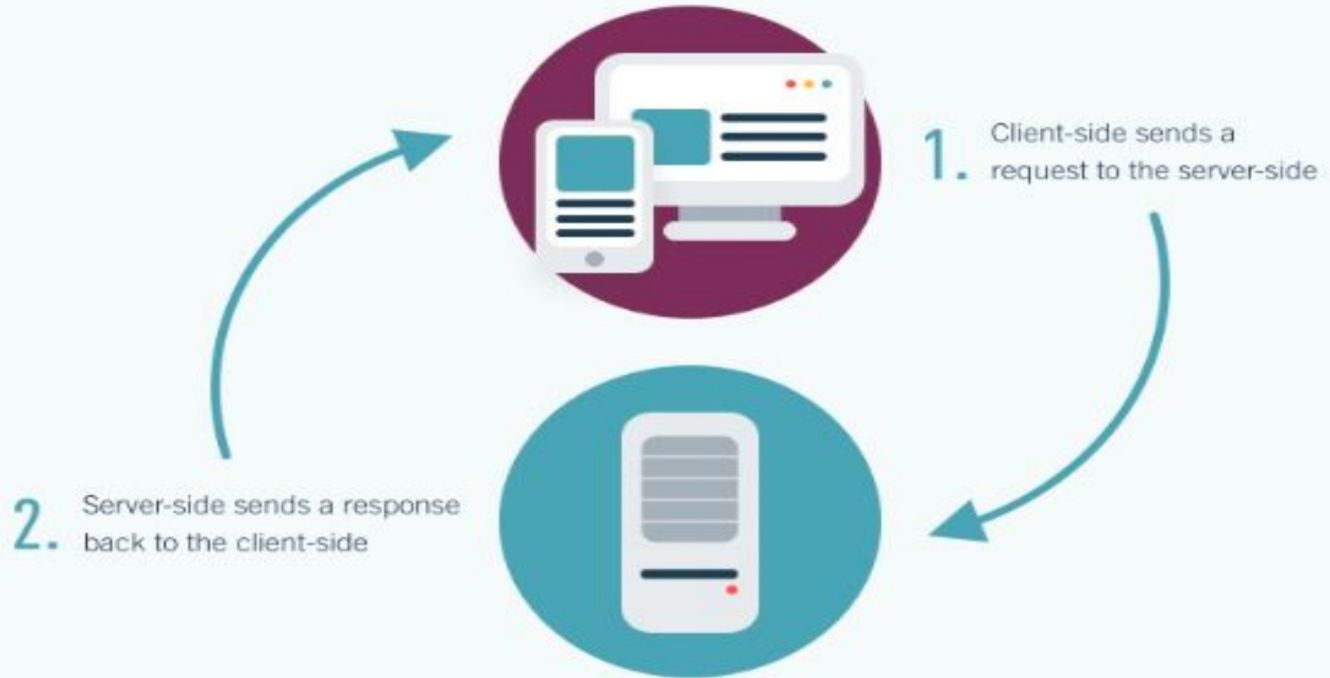 1. Client-side sends a
request to the server-side
2. Server-side sends a response
back to the client-side